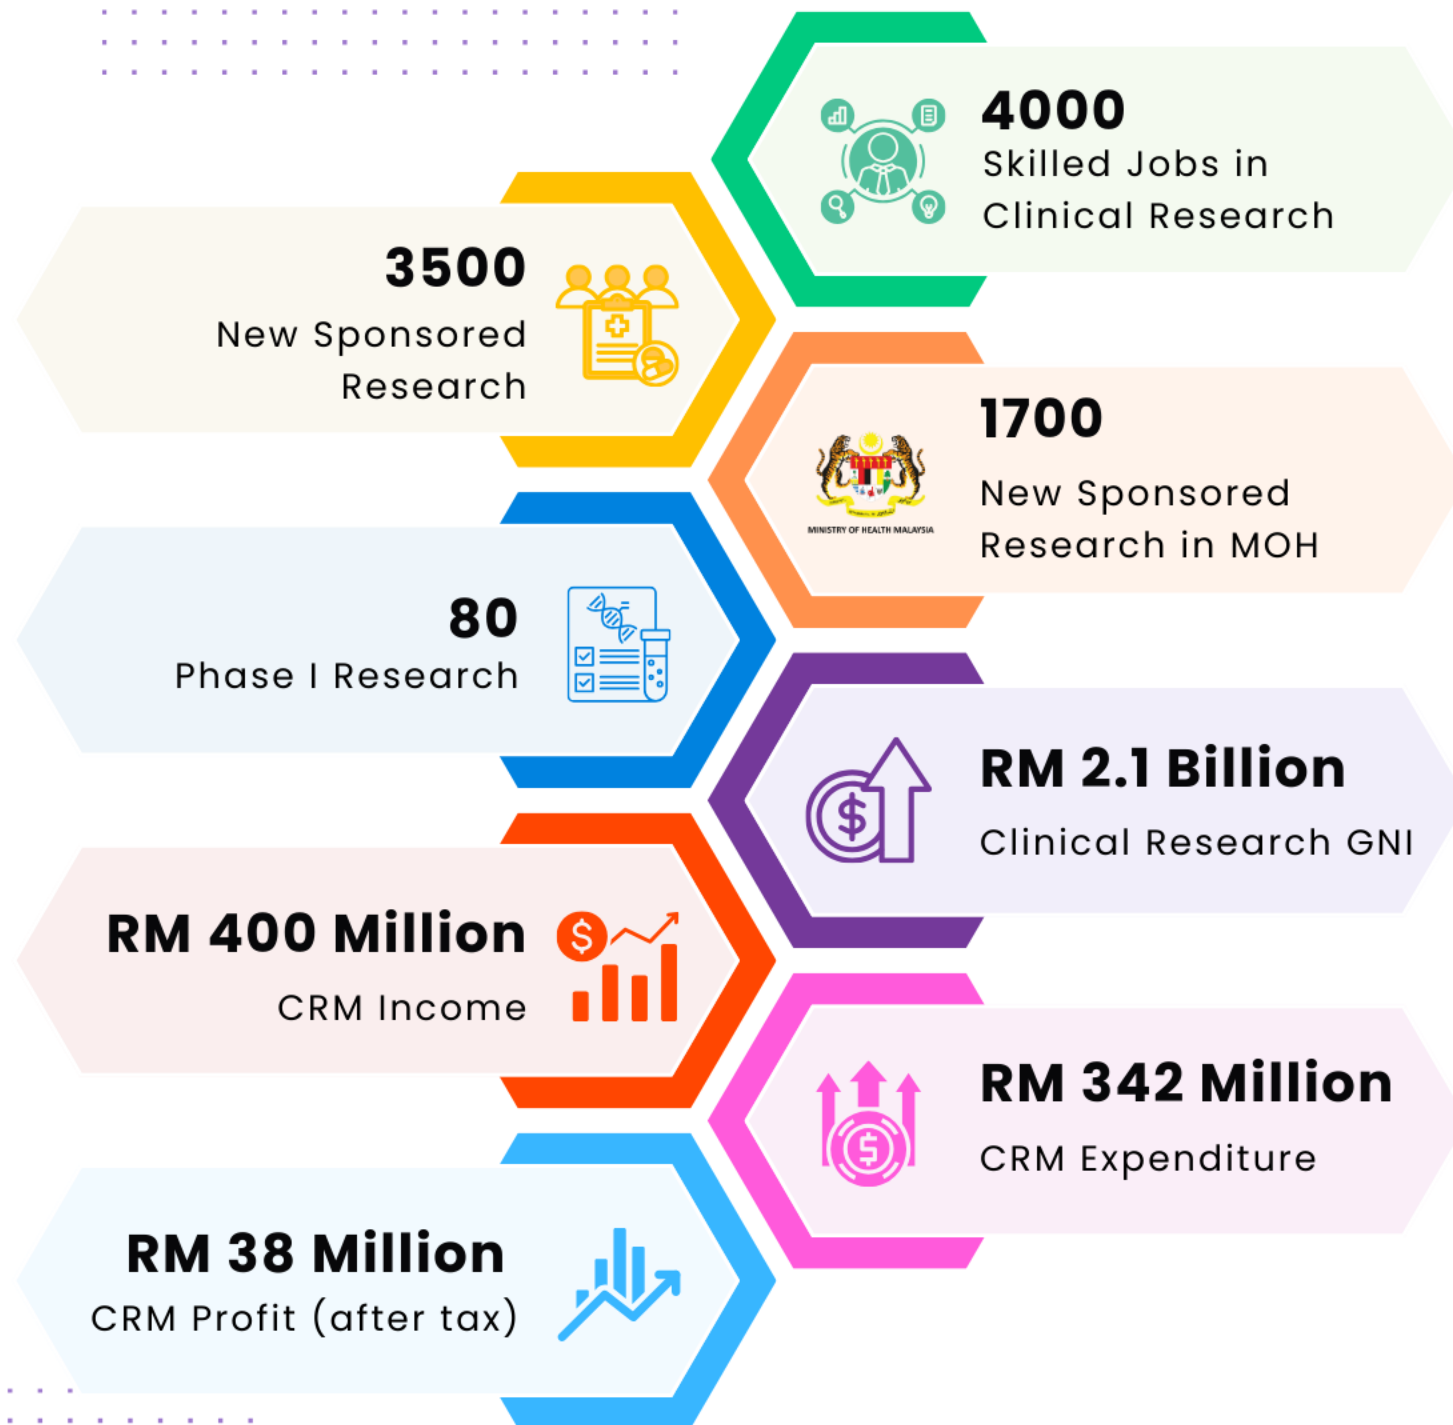 4000
Skilled Jobs in
Clinical Research
3500
New Sponsored
Research
1700
New Sponsored
Research in MOH
MINISTRY OF HEALTH MALAYSIA
80
Phase I Research
RM 2.1 Billion
Clinical Research GNI
RM 400 Million
CRM Income
RM 342 Million
CRM Expenditure
RM 38 Million
CRM Profit (after tax)